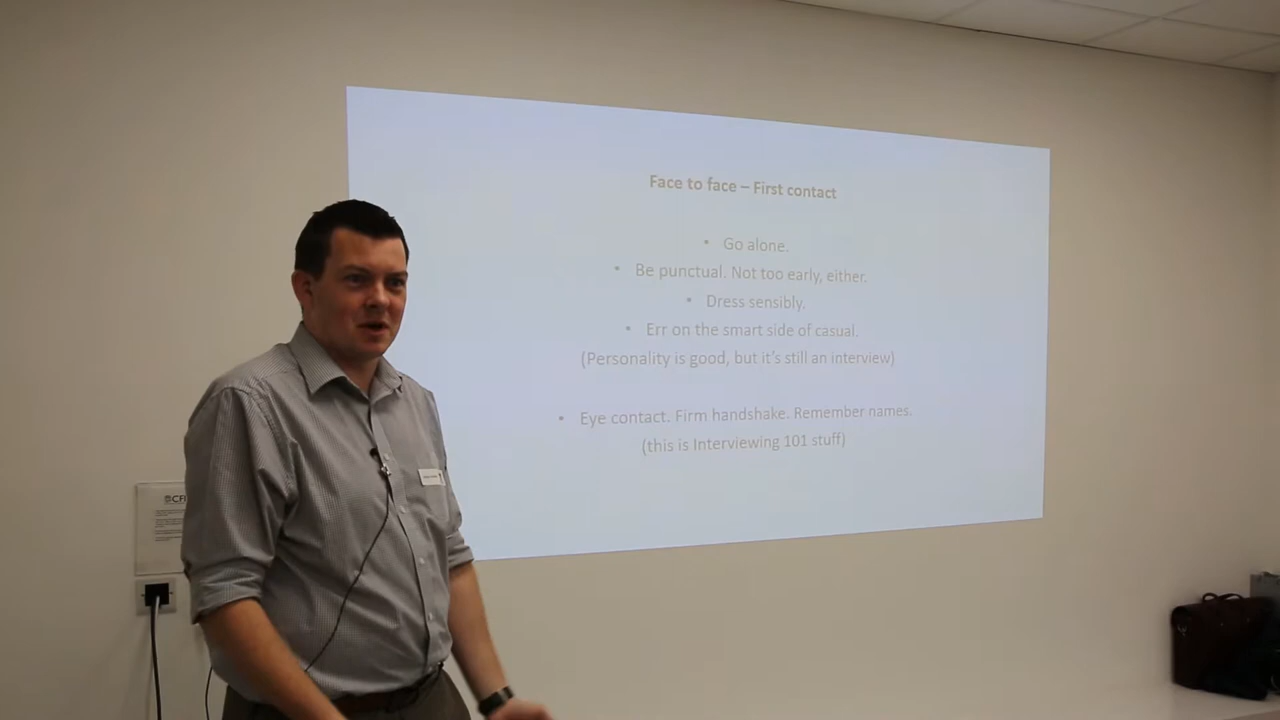 Face to face – First contact
• Go alone.
• Be punctual. Not too early, either.
• Dress sensibly.
• Err on the smart side of casual.
(Personality is good, but it's still an interview)
• Eye contact. Firm handshake. Remember names.
(this is Interviewing 101 stuff)